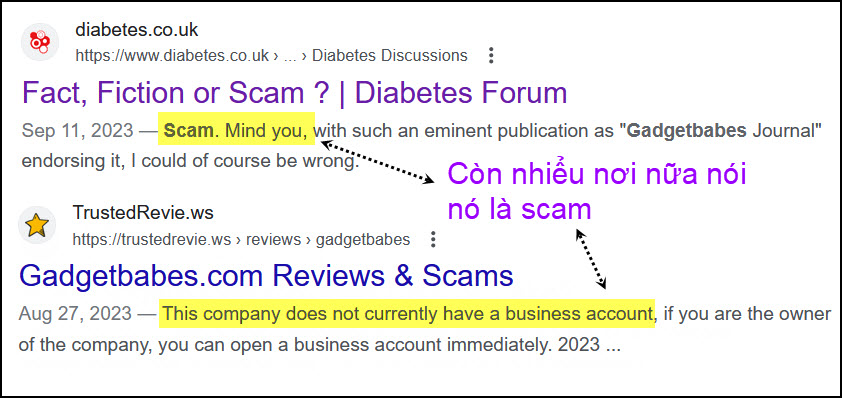 diabetes.co.uk
https://www.diabetes.co.uk › ... › Diabetes Discussions
Fact, Fiction or Scam ? | Diabetes Forum
Sep 11, 2023 — Scam. Mind you, with such an eminent publication as "Gadgetbabes Journal"
endorsing it, I could of course be wrong.
Còn nhiểu nơi nữa nói
nó là scam
TrustedRevie.ws
https://trustedrevie.ws › reviews › gadgetbabes
Gadgetbabes.com Reviews & Scams
Aug 27, 2023 — This company does not currently have a business account, if you are the owner
of the company, you can open a business account immediately. 2023 ...